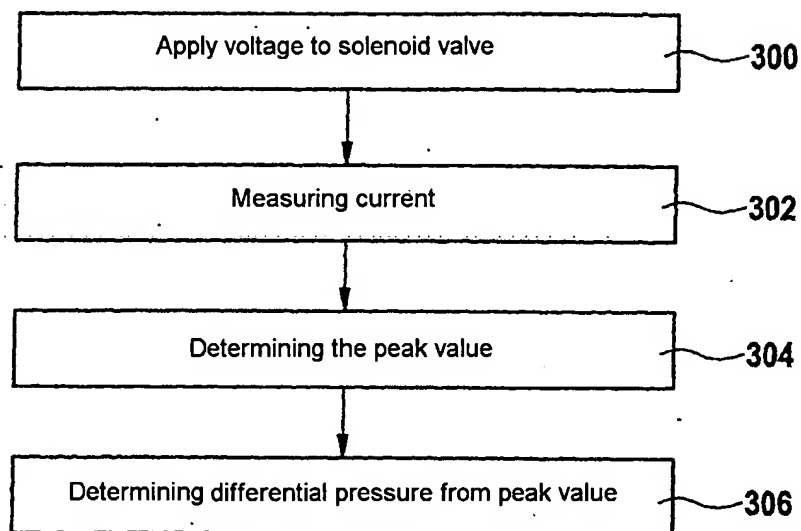 Apply voltage to solenoid valve 300
Measuring current 302
Determining the peak value 304
Determining differential pressure from peak value 306